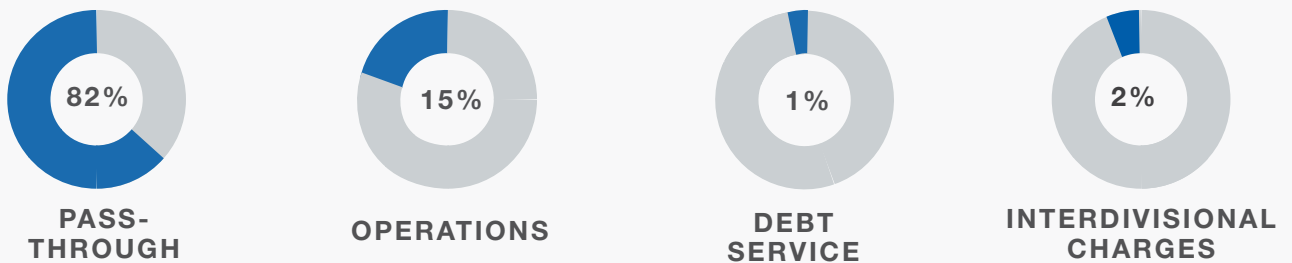 82%
PASS-
THROUGH
15%
OPERATIONS
1%
DEBT
SERVICE
2%
INTERDIVISIONAL
CHARGES